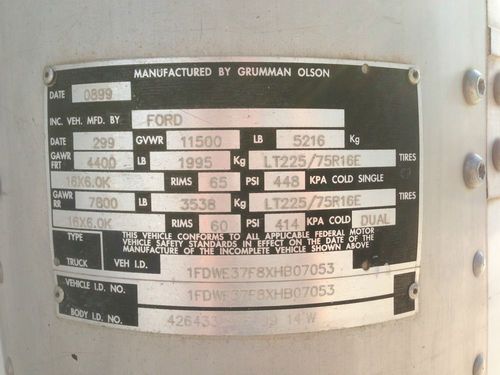 MANUFACTURED BY GRUMMAN OLSON
DATE 0899
INC. VEH. MFD. BY FORD
DATE 299 GVWR 11500 LB 5216 Kg
GAWR FRT 4400 LB 1995 Kg LT225/75R16E TIRES
16X6.0K RIMS 65 PSI 448 KPA COLD SINGLE
GAWR RR 7800 LB 3538 Kg LT225/75R16E TIRES
16X6.0K RIMS 60 PSI 414 KPA COLD DUAL
TYPE THIS VEHICLE CONFORMS TO ALL APPLICABLE FEDERAL MOTOR
VEHICLE SAFETY STANDARDS IN EFFECT ON THE DATE OF THE
MANUFACTURE OF THE INCOMPLETE VEHICLE SHOWN ABOVE
TRUCK VEH I.D. 1FDWE37F8XHB07053
VEHICLE I.D. NO. 1FDWE37F8XHB07053
BODY I.D. NO. 14'W